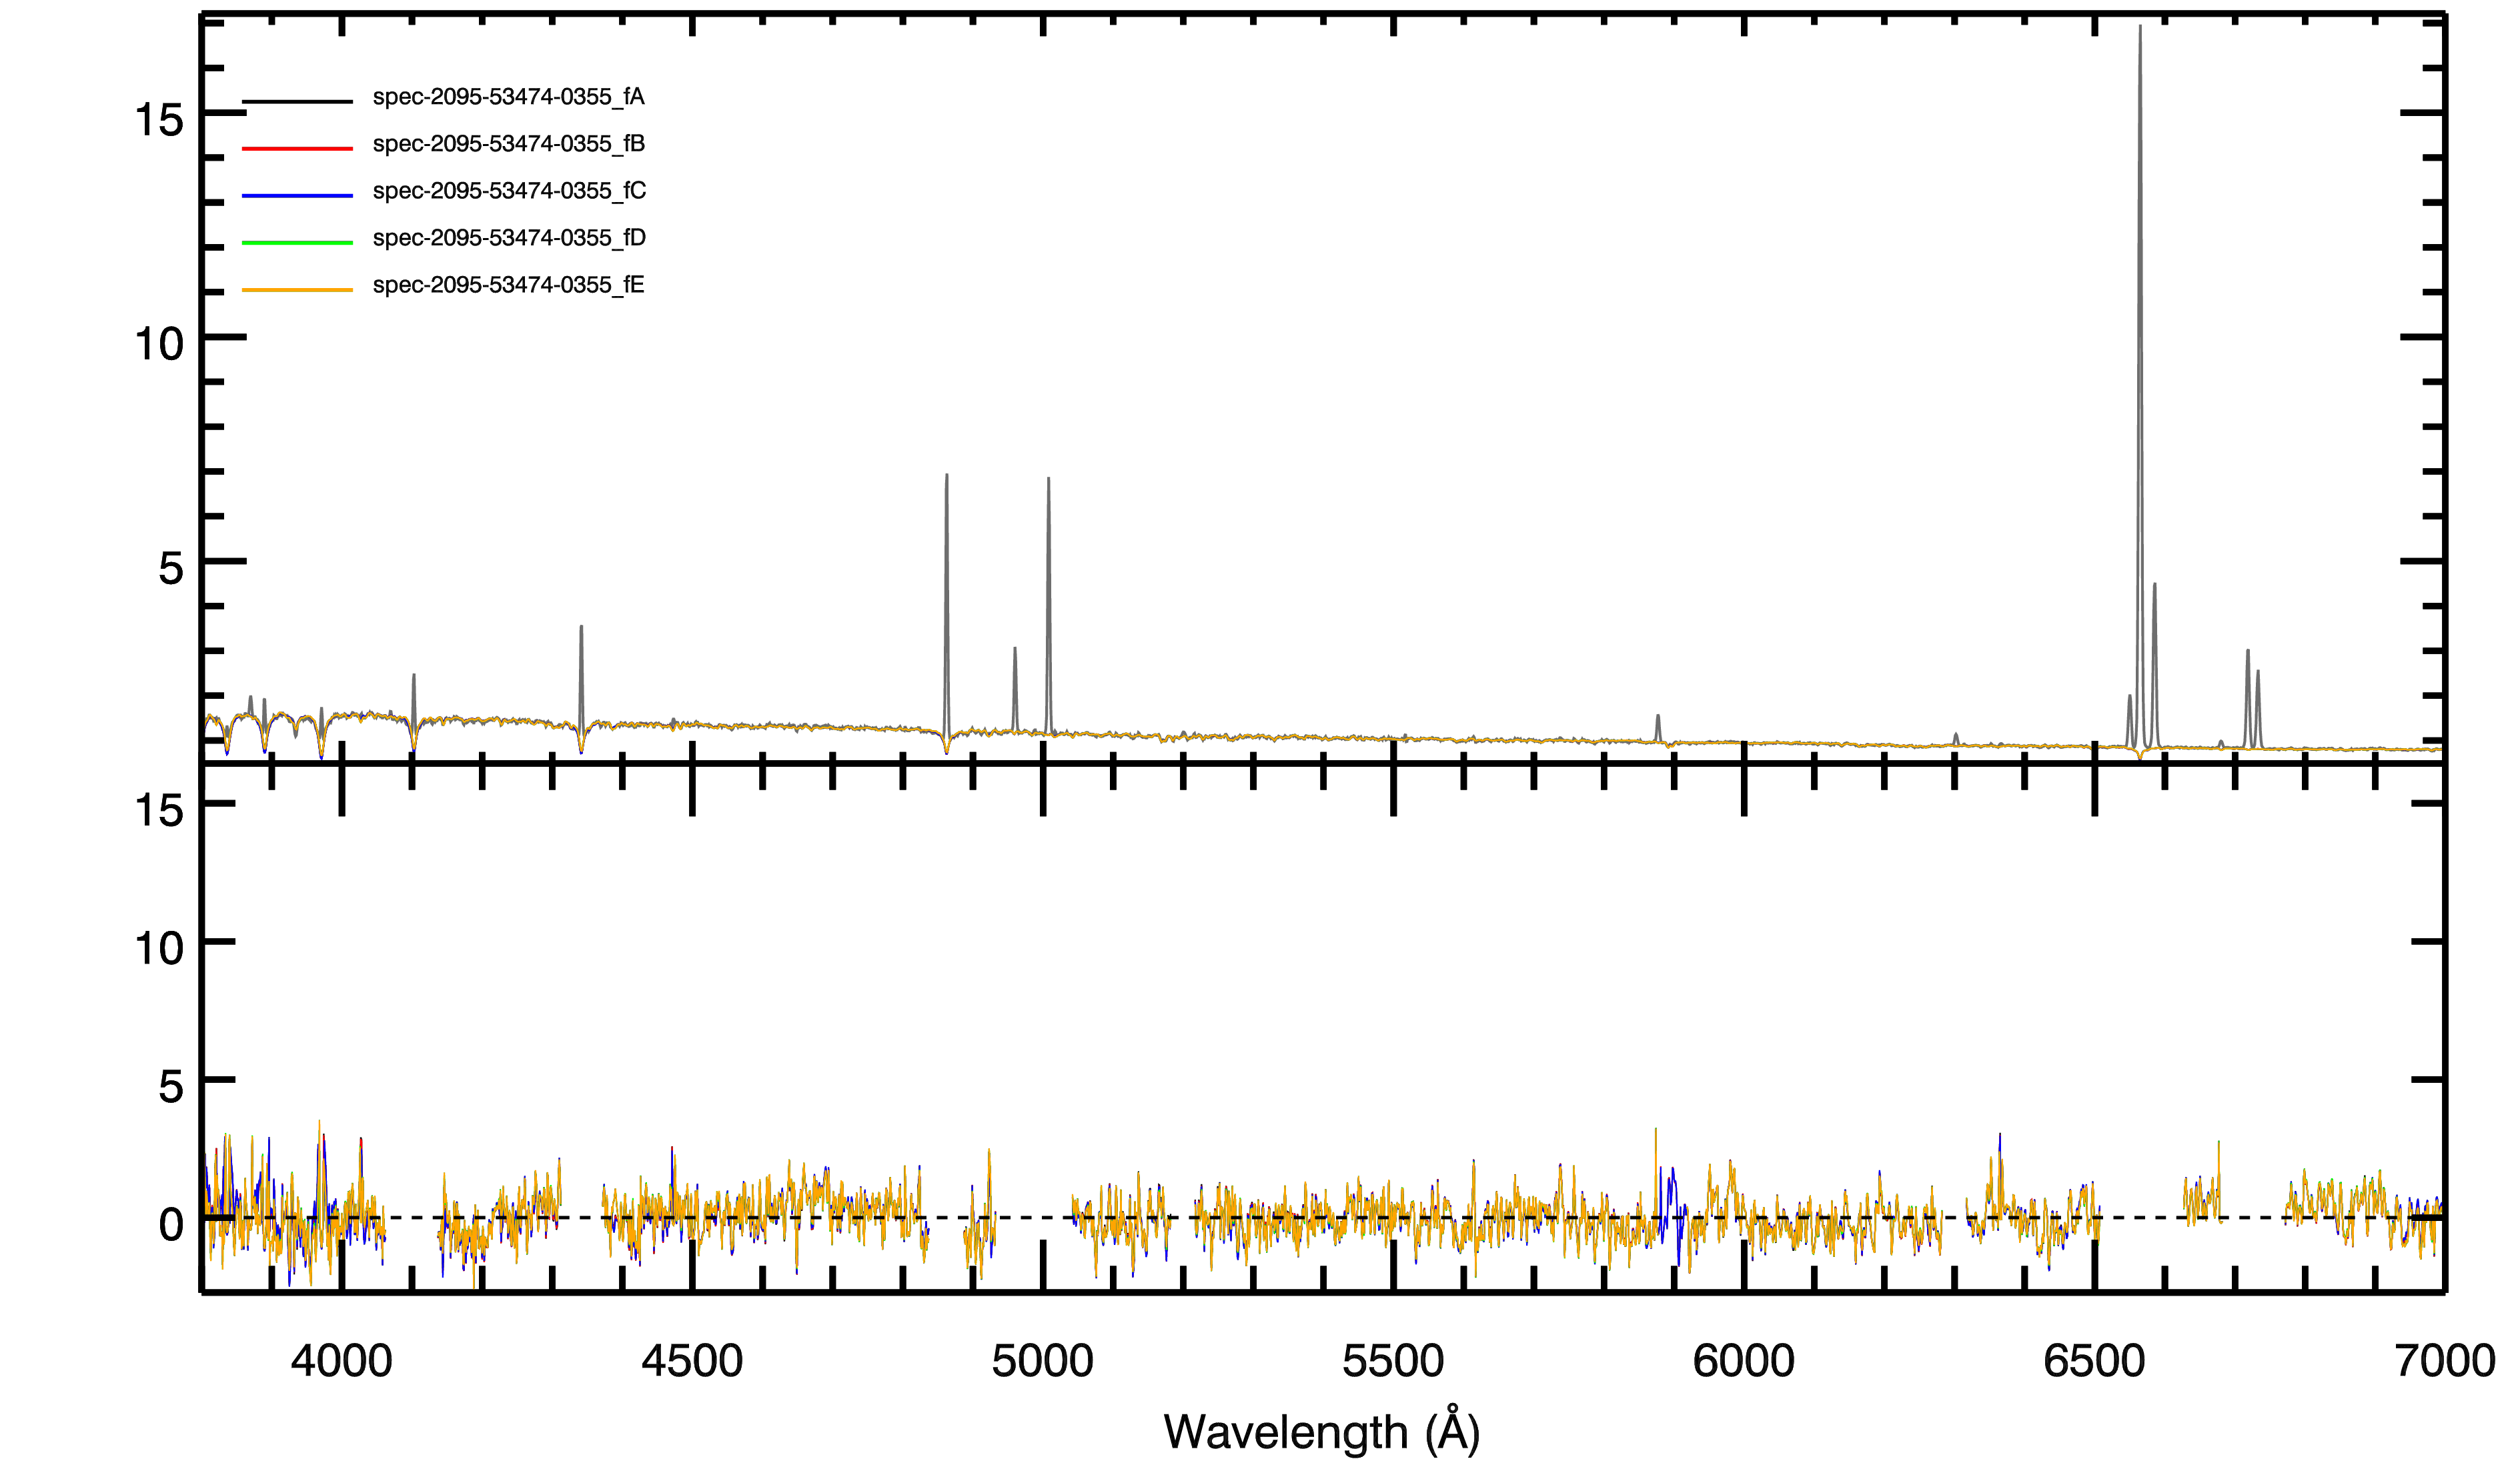 15
10
5
spec-2095-53474-0355_fA
spec-2095-53474-0355_fB
spec-2095-53474-0355_fC
spec-2095-53474-0355_fD
spec-2095-53474-0355_fE
15
10
5
0
4000 4500 5000 5500 6000 6500 7000
Wavelength (Å)